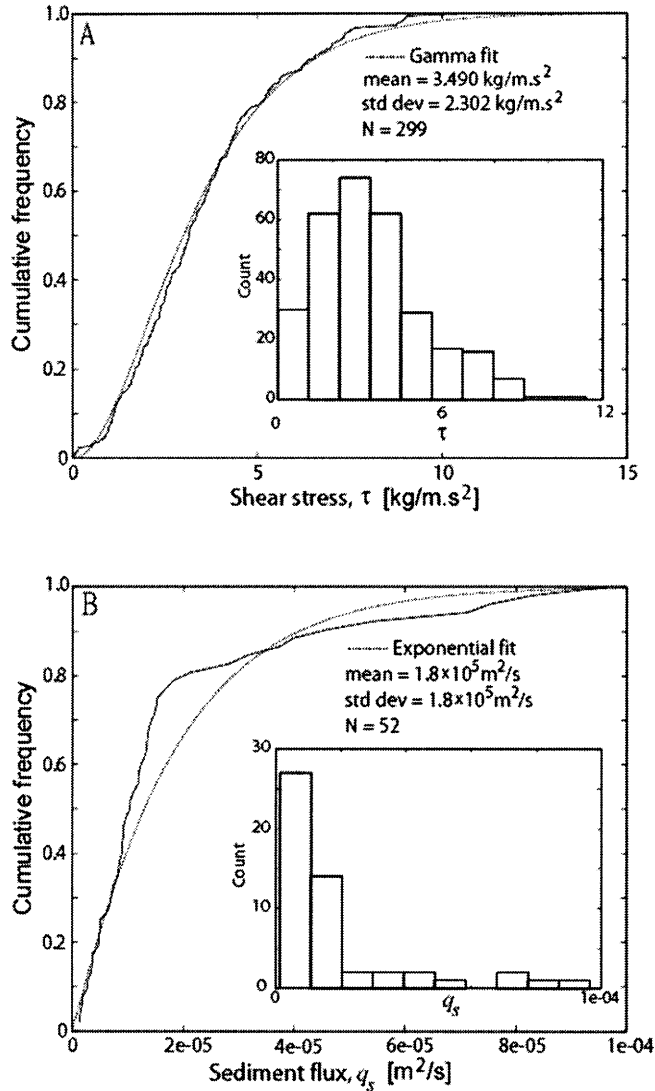 A
1.0
0.8
0.6
0.4
0.2
0
Cumulative frequency
Gamma fit
mean = 3.490 kg/m.s²
std dev = 2.302 kg/m.s²
N = 299
80
60
40
20
0
Count
0
6
12
τ
0
5
10
15
Shear stress, τ [kg/m.s²]
B
1.0
0.8
0.6
0.4
0.2
0
Cumulative frequency
Exponential fit
mean = 1.8×10⁵m²/s
std dev = 1.8×10⁵m²/s
N = 52
30
20
10
0
Count
0
1e-04
qₛ
0
2e-05
4e-05
6e-05
8e-05
1e-04
Sediment flux, qₛ [m²/s]